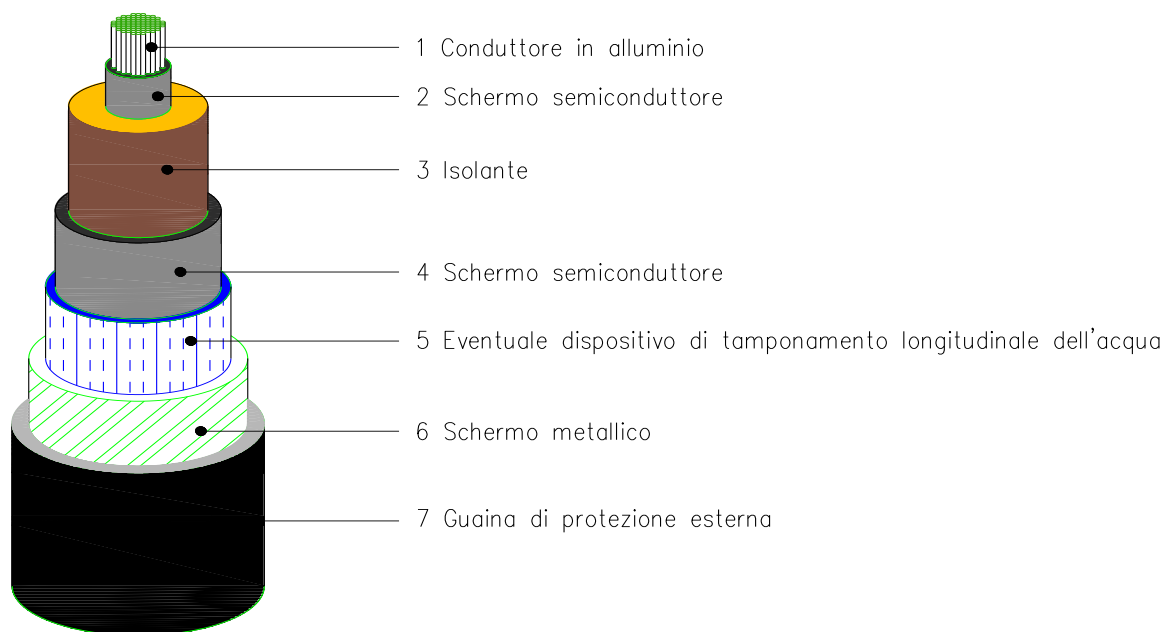 1 Conduttore in alluminio
2 Schermo semiconduttore
3 Isolante
4 Schermo semiconduttore
5 Eventuale dispositivo di tamponamento longitudinale dell'acqua
6 Schermo metallico
7 Guaina di protezione esterna